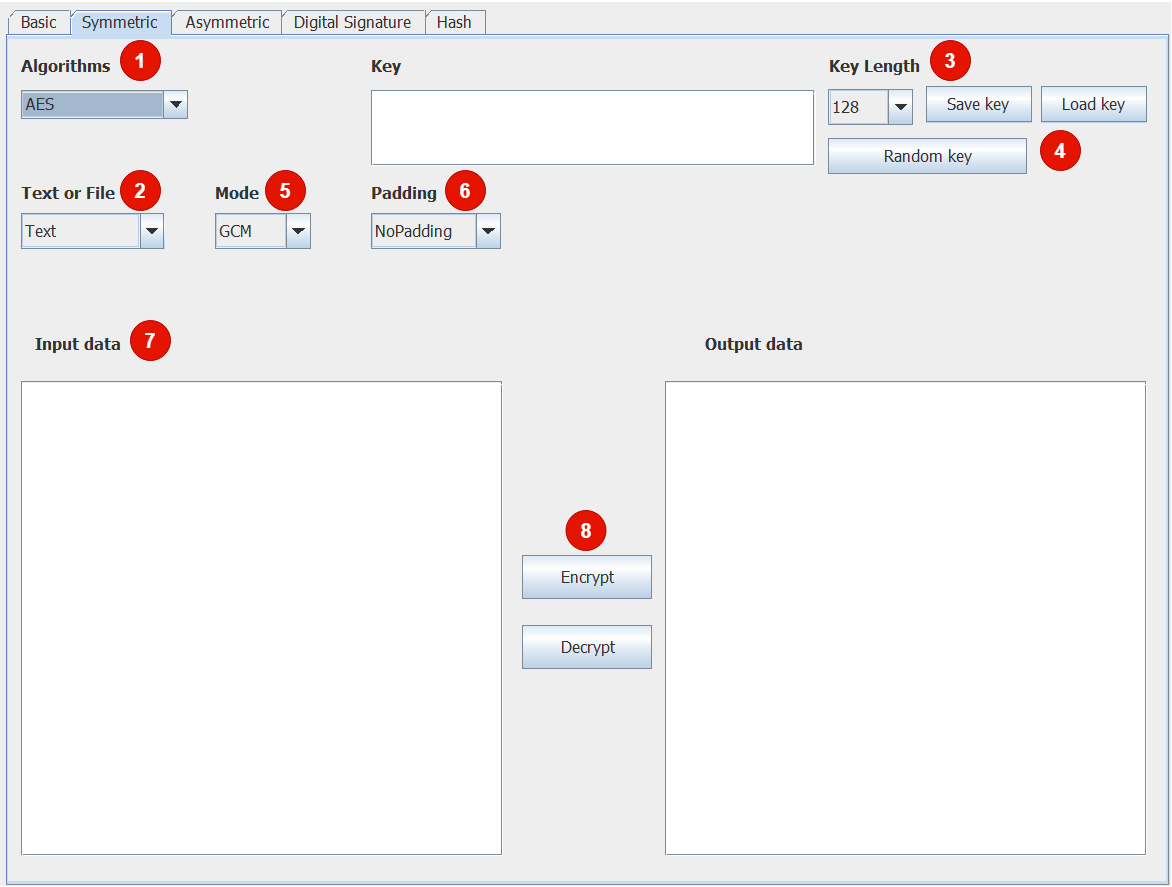 Basic Symmetric Asymmetric Digital Signature Hash
Algorithms 1 Key Key Length 3
AES 128 Save key Load key
Random key 4
Text or File 2 Mode 5 Padding 6
Text GCM NoPadding
Input data 7 Output data
8
Encrypt
Decrypt